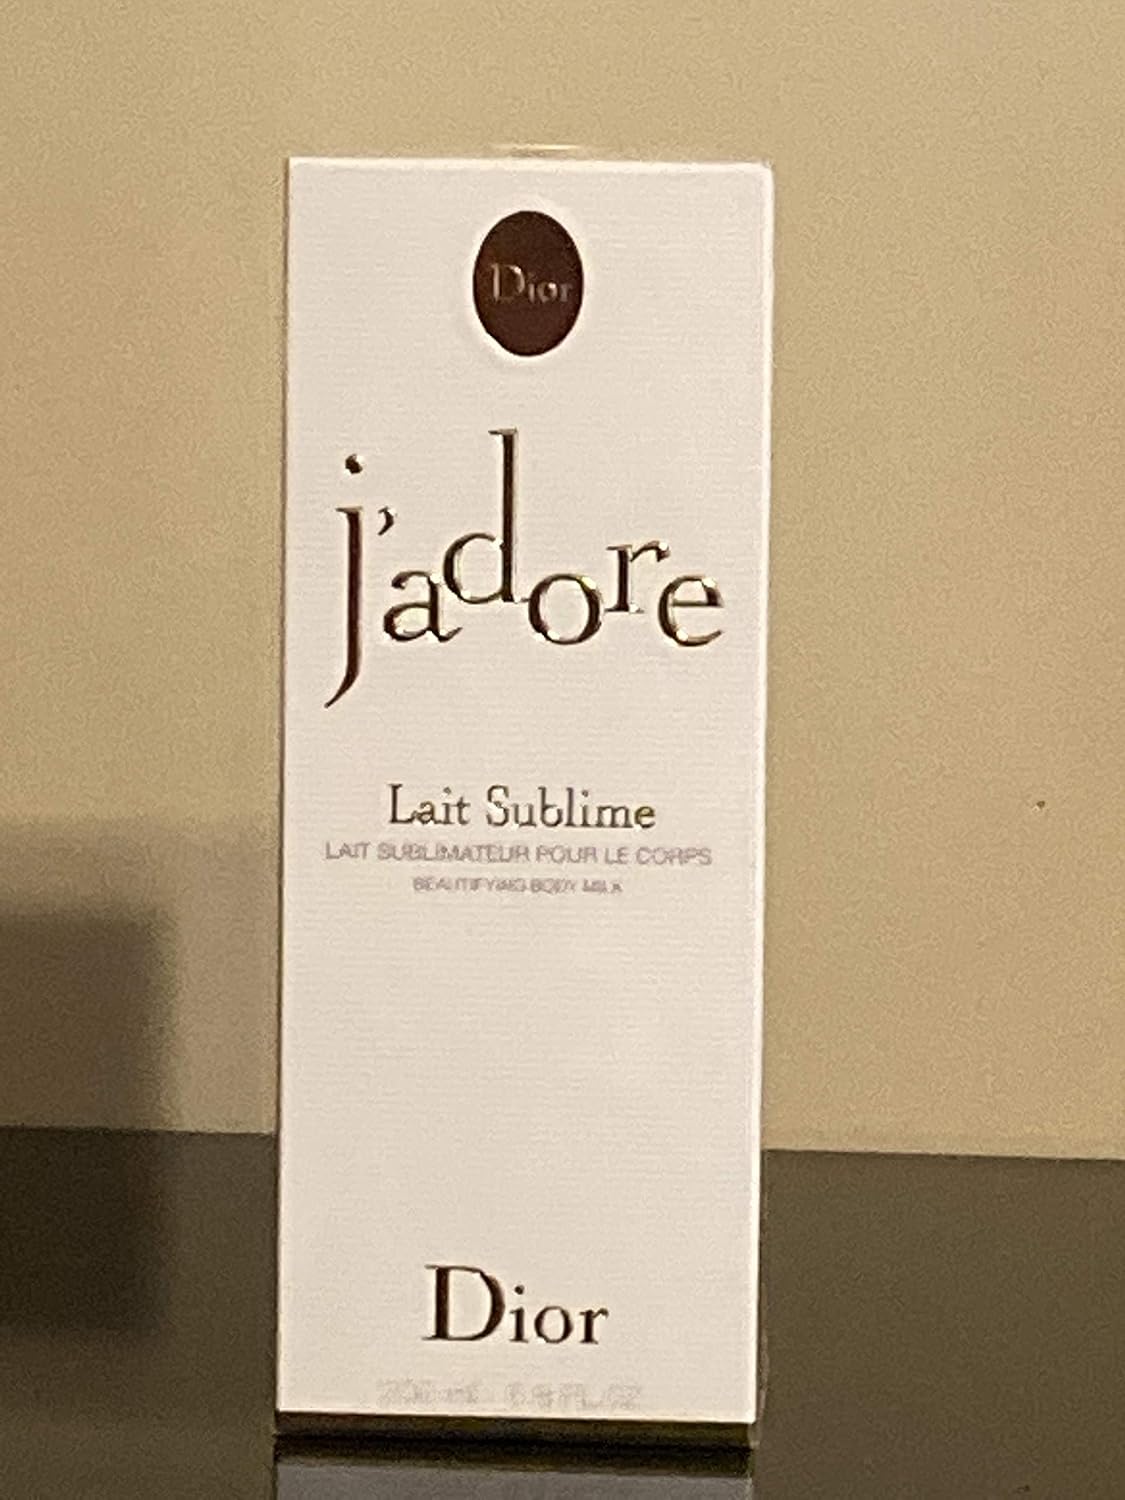 Dior
j'adore
Lait Sublime
LAIT SUBLIMATEUR POUR LE CORPS
BEAUTIFYING BODY MILK
Dior